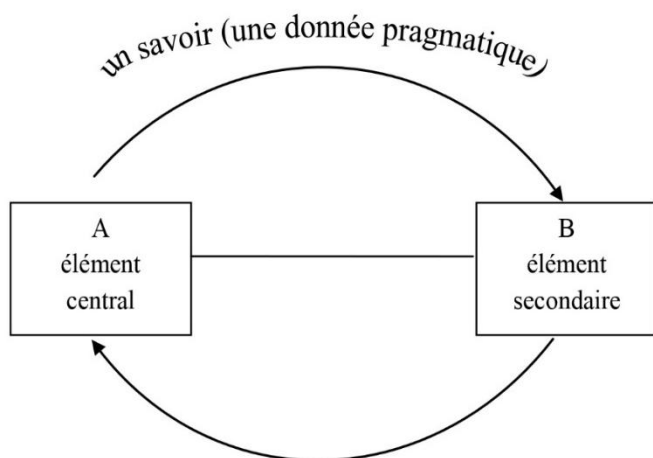 un savoir (une donnée pragmatique)
A
élément
central
B
élément
secondaire